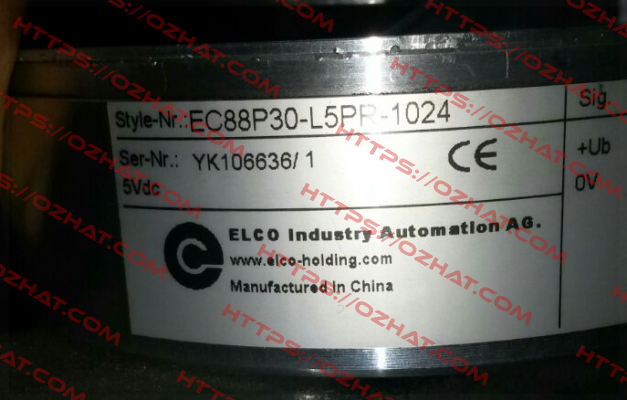 Style-Nr.:EC88P30-L5PR-1024
Ser-Nr.: YK106636/ 1
5Vdc
CE
ELCO Industry Automation AG.
www.elco-holding.com
Manufactured in China
Sig
+Ub
0V
HTTPS://OZHAT.COM